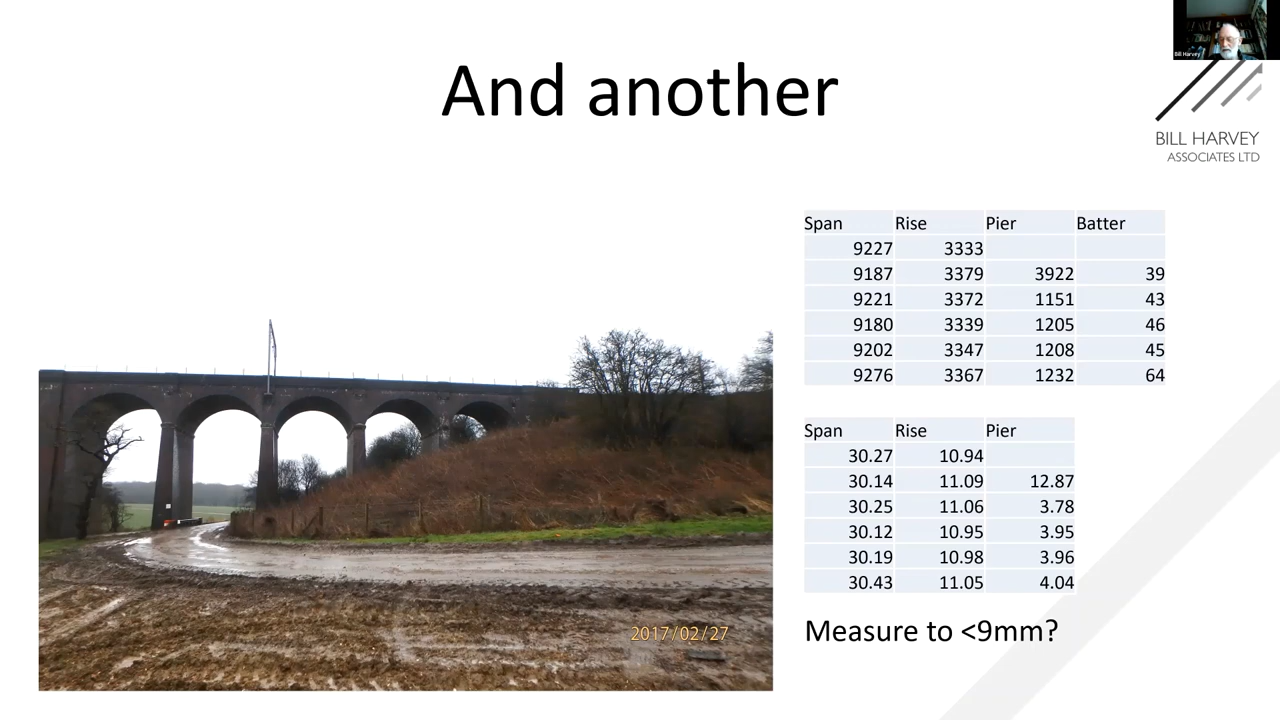 And another
Bill Harvey
BILL HARVEY
ASSOCIATES LTD
Span Rise Pier Batter
9227 3333
9187 3379 3922 39
9221 3372 1151 43
9180 3339 1205 46
9202 3347 1208 45
9276 3367 1232 64
Span Rise Pier
30.27 10.94
30.14 11.09 12.87
30.25 11.06 3.78
30.12 10.95 3.95
30.19 10.98 3.96
30.43 11.05 4.04
Measure to <9mm?
2017/02/27